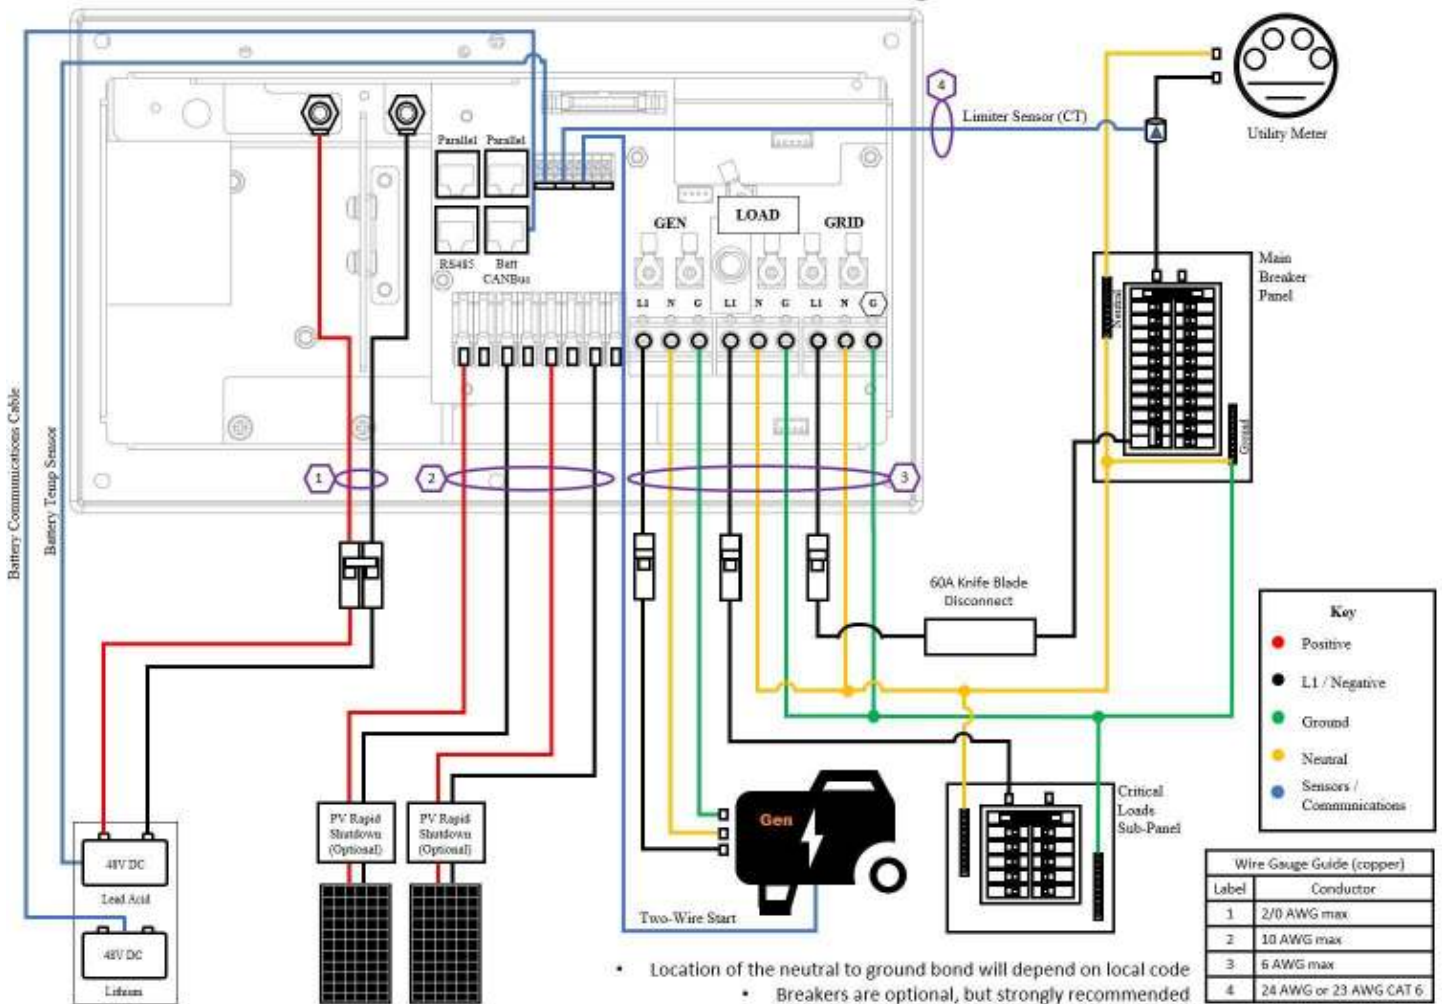 4
Limiter Sensor (CT)
Utility Meter
Parallel
Parallel
RS485
Batt
CANBus
GEN
LOAD
GRID
L1
N
G
L1
N
G
L1
N
G
Main
Breaker
Panel
Neutral
Ground
Battery Communications Cable
Battery Temp Sensor
1
2
3
60A Knife Blade
Disconnect
Key
Positive
L1 / Negative
Ground
Neutral
Sensors /
Communications
PV Rapid
Shutdown
(Optional)
PV Rapid
Shutdown
(Optional)
Gen
Critical
Loads
Sub-Panel
48V DC
Lead Acid
48V DC
Lithium
Two-Wire Start
Wire Gauge Guide (copper)
Label Conductor
1 2/0 AWG max
2 10 AWG max
3 6 AWG max
4 24 AWG or 23 AWG CAT 6
• Location of the neutral to ground bond will depend on local code
• Breakers are optional, but strongly recommended